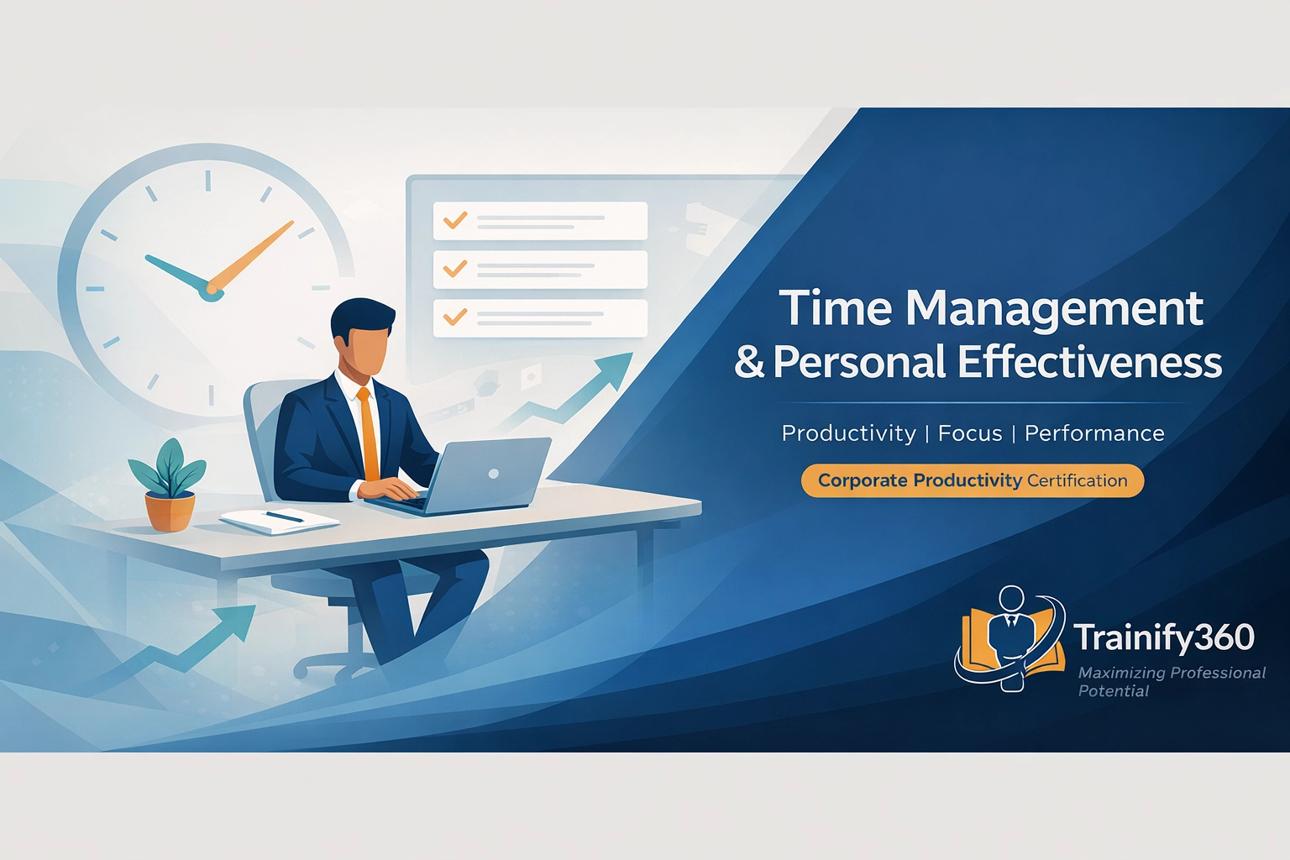 Time Management
& Personal Effectiveness
Productivity | Focus | Performance
Corporate Productivity Certification
Trainify360
Maximizing Professional
Potential